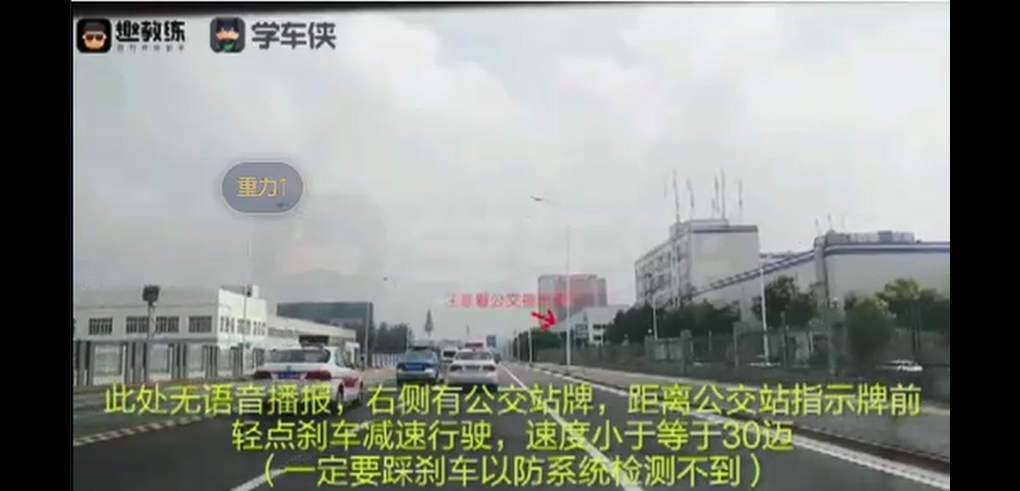 趣教练
学车侠
重力1
此处无语音播报，右侧有公交站牌，距离公交站指示牌前
轻点刹车减速行驶，速度小于等于30迈
（一定要踩刹车以防系统检测不到）